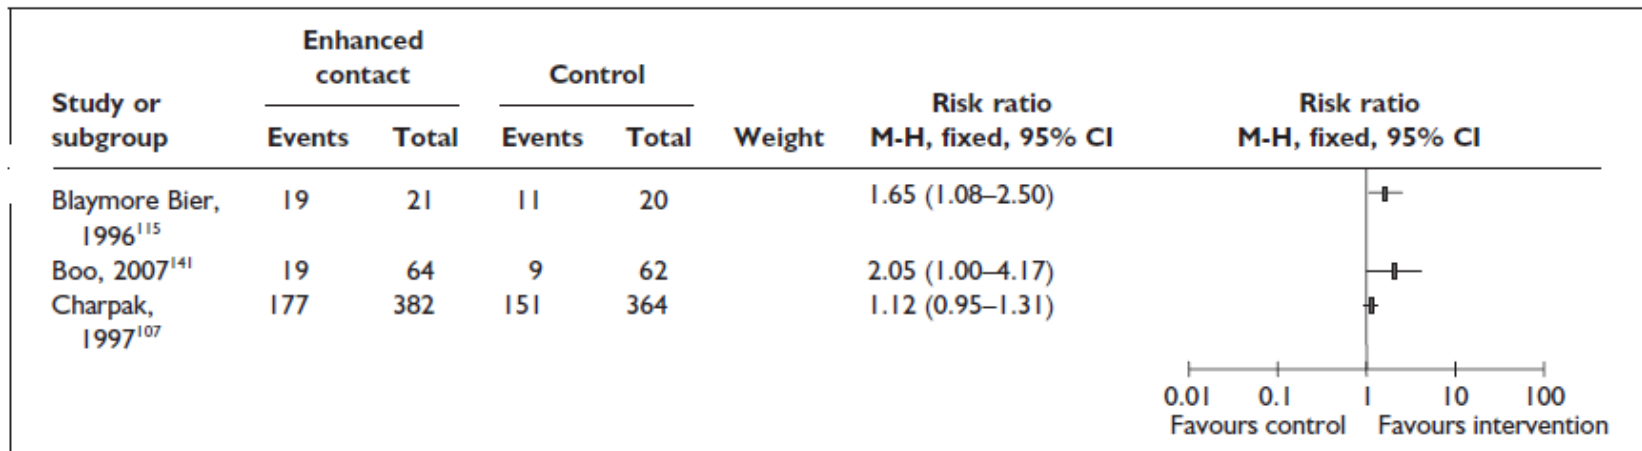 Enhanced
contact Control
Study or Risk ratio Risk ratio
subgroup Events Total Events Total Weight M-H, fixed, 95% CI M-H, fixed, 95% CI
Blaymore Bier, 19 21 11 20 1.65 (1.08–2.50)
1996¹¹⁵
Boo, 2007¹⁴¹ 19 64 9 62 2.05 (1.00–4.17)
Charpak, 177 382 151 364 1.12 (0.95–1.31)
1997¹⁰⁷
0.01 0.1 1 10 100
Favours control Favours intervention